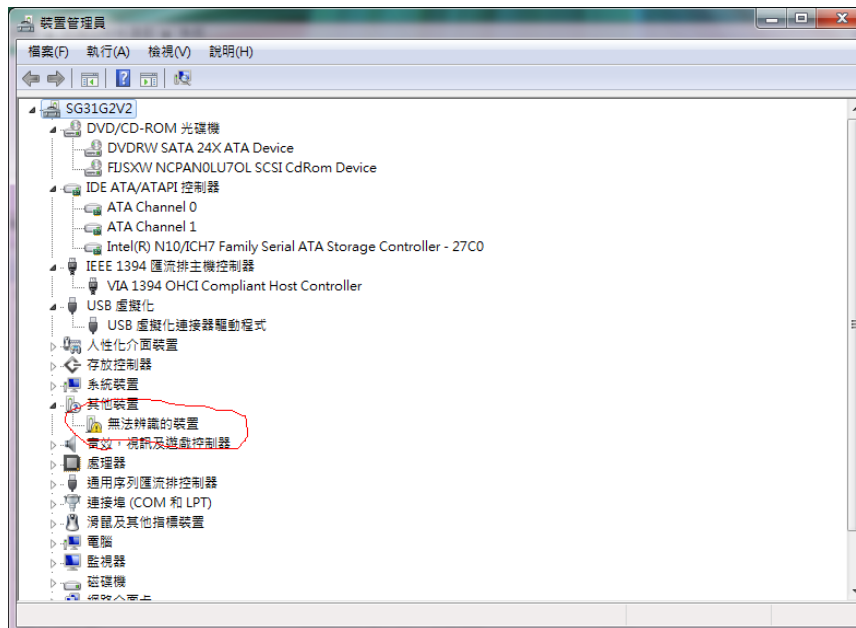 裝置管理員
檔案(F) 執行(A) 檢視(V) 說明(H)
SG31G2V2
DVD/CD-ROM 光碟機
DVDRW SATA 24X ATA Device
FIJSXW NCPAN0LU7OL SCSI CdRom Device
IDE ATA/ATAPI 控制器
ATA Channel 0
ATA Channel 1
Intel(R) N10/ICH7 Family Serial ATA Storage Controller - 27C0
IEEE 1394 匯流排主機控制器
VIA 1394 OHCI Compliant Host Controller
USB 虛擬化
USB 虛擬化連接器驅動程式
人性化介面裝置
存放控制器
系統裝置
其他裝置
無法辨識的裝置
音效，視訊及遊戲控制器
處理器
通用序列匯流排控制器
連接埠 (COM 和 LPT)
滑鼠及其他指標裝置
電腦
監視器
磁碟機
網路介面卡